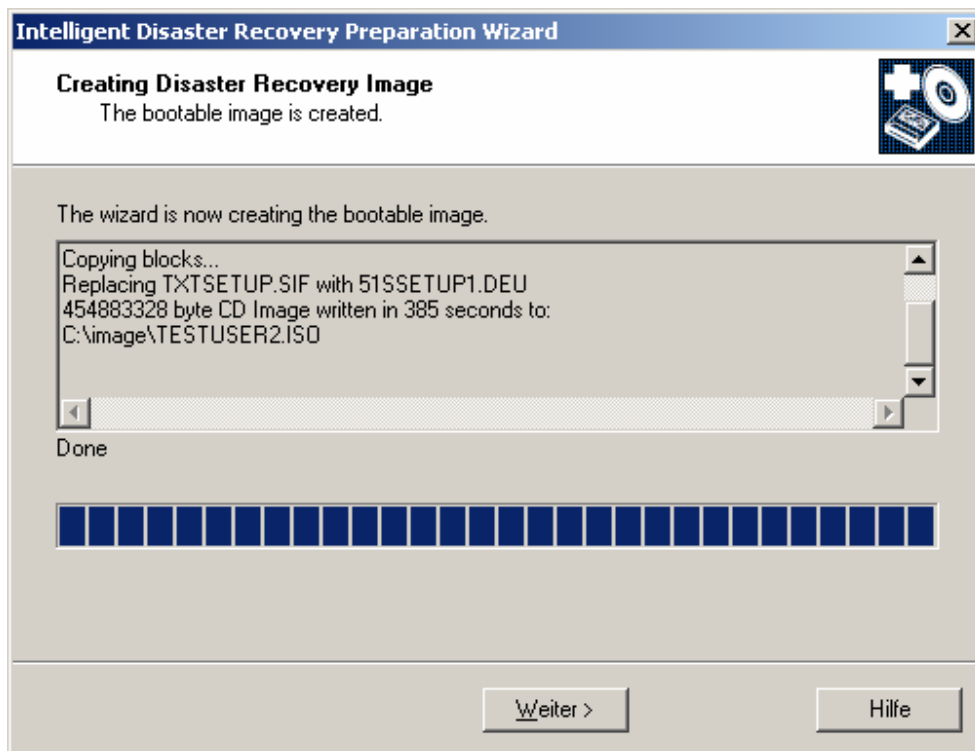 Intelligent Disaster Recovery Preparation Wizard
Creating Disaster Recovery Image
The bootable image is created.
The wizard is now creating the bootable image.
Copying blocks...
Replacing TXTSETUP.SIF with 51SSETUP1.DEU
454883328 byte CD Image written in 385 seconds to:
C:\image\TESTUSER2.ISO
Done
Weiter >
Hilfe